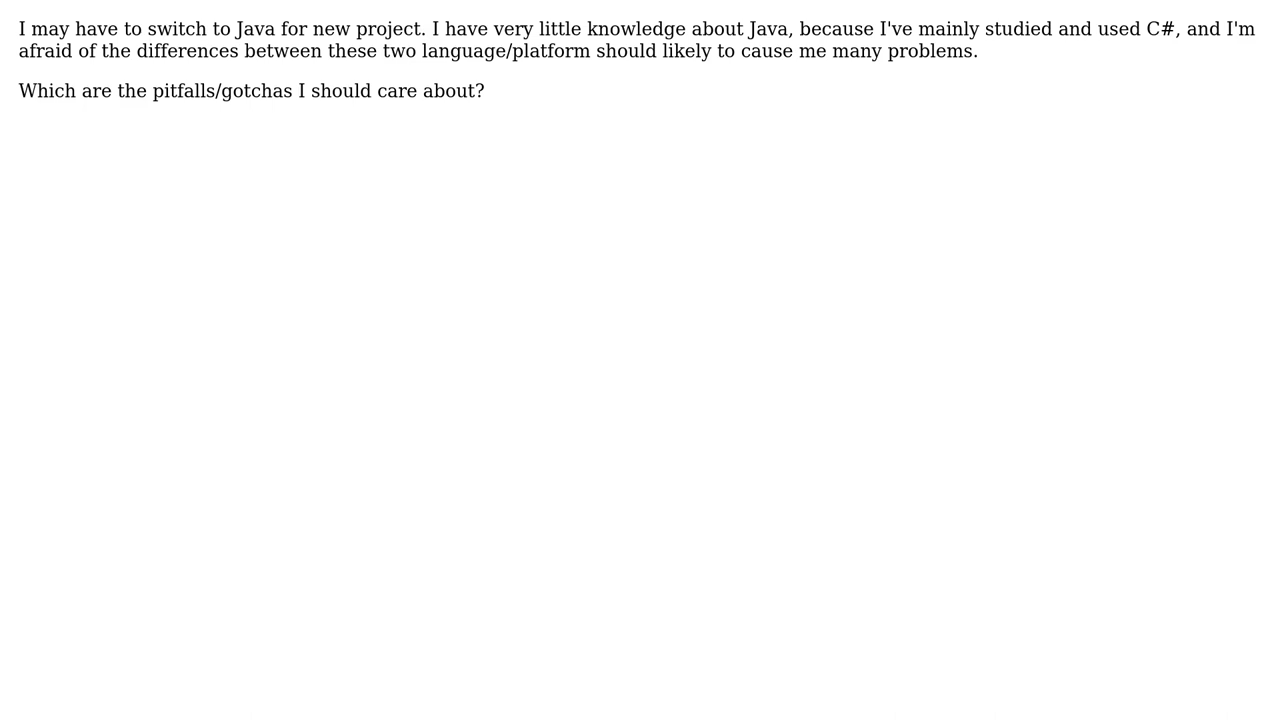 I may have to switch to Java for new project. I have very little knowledge about Java, because I've mainly studied and used C#, and I'm
afraid of the differences between these two language/platform should likely to cause me many problems.
Which are the pitfalls/gotchas I should care about?